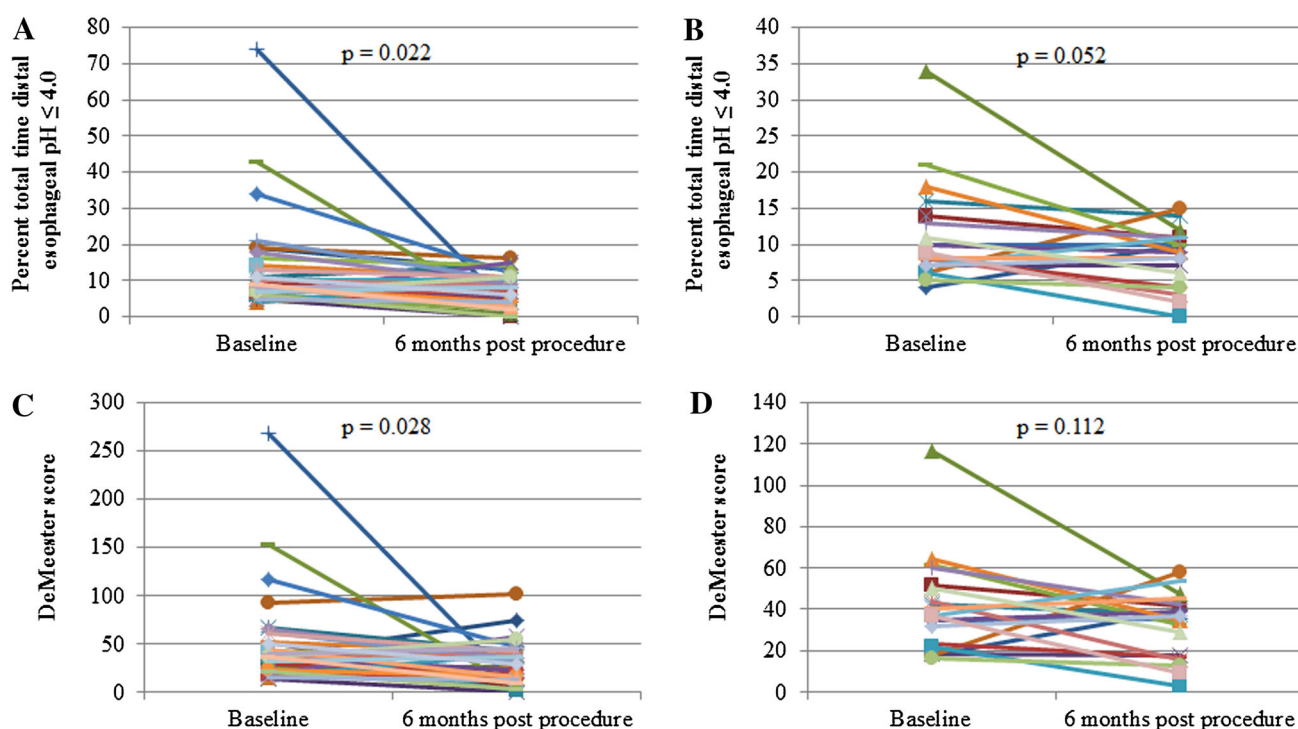 A
Percent total time distal
esophageal pH ≤ 4.0
80
70
60
50
40
30
20
10
0
p = 0.022
Baseline
6 months post procedure
B
Percent total time distal
esophageal pH ≤ 4.0
40
35
30
25
20
15
10
5
0
p = 0.052
Baseline
6 months post procedure
C
DeMeester score
300
250
200
150
100
50
0
p = 0.028
Baseline
6 months post procedure
D
DeMeester score
140
120
100
80
60
40
20
0
p = 0.112
Baseline
6 months post procedure